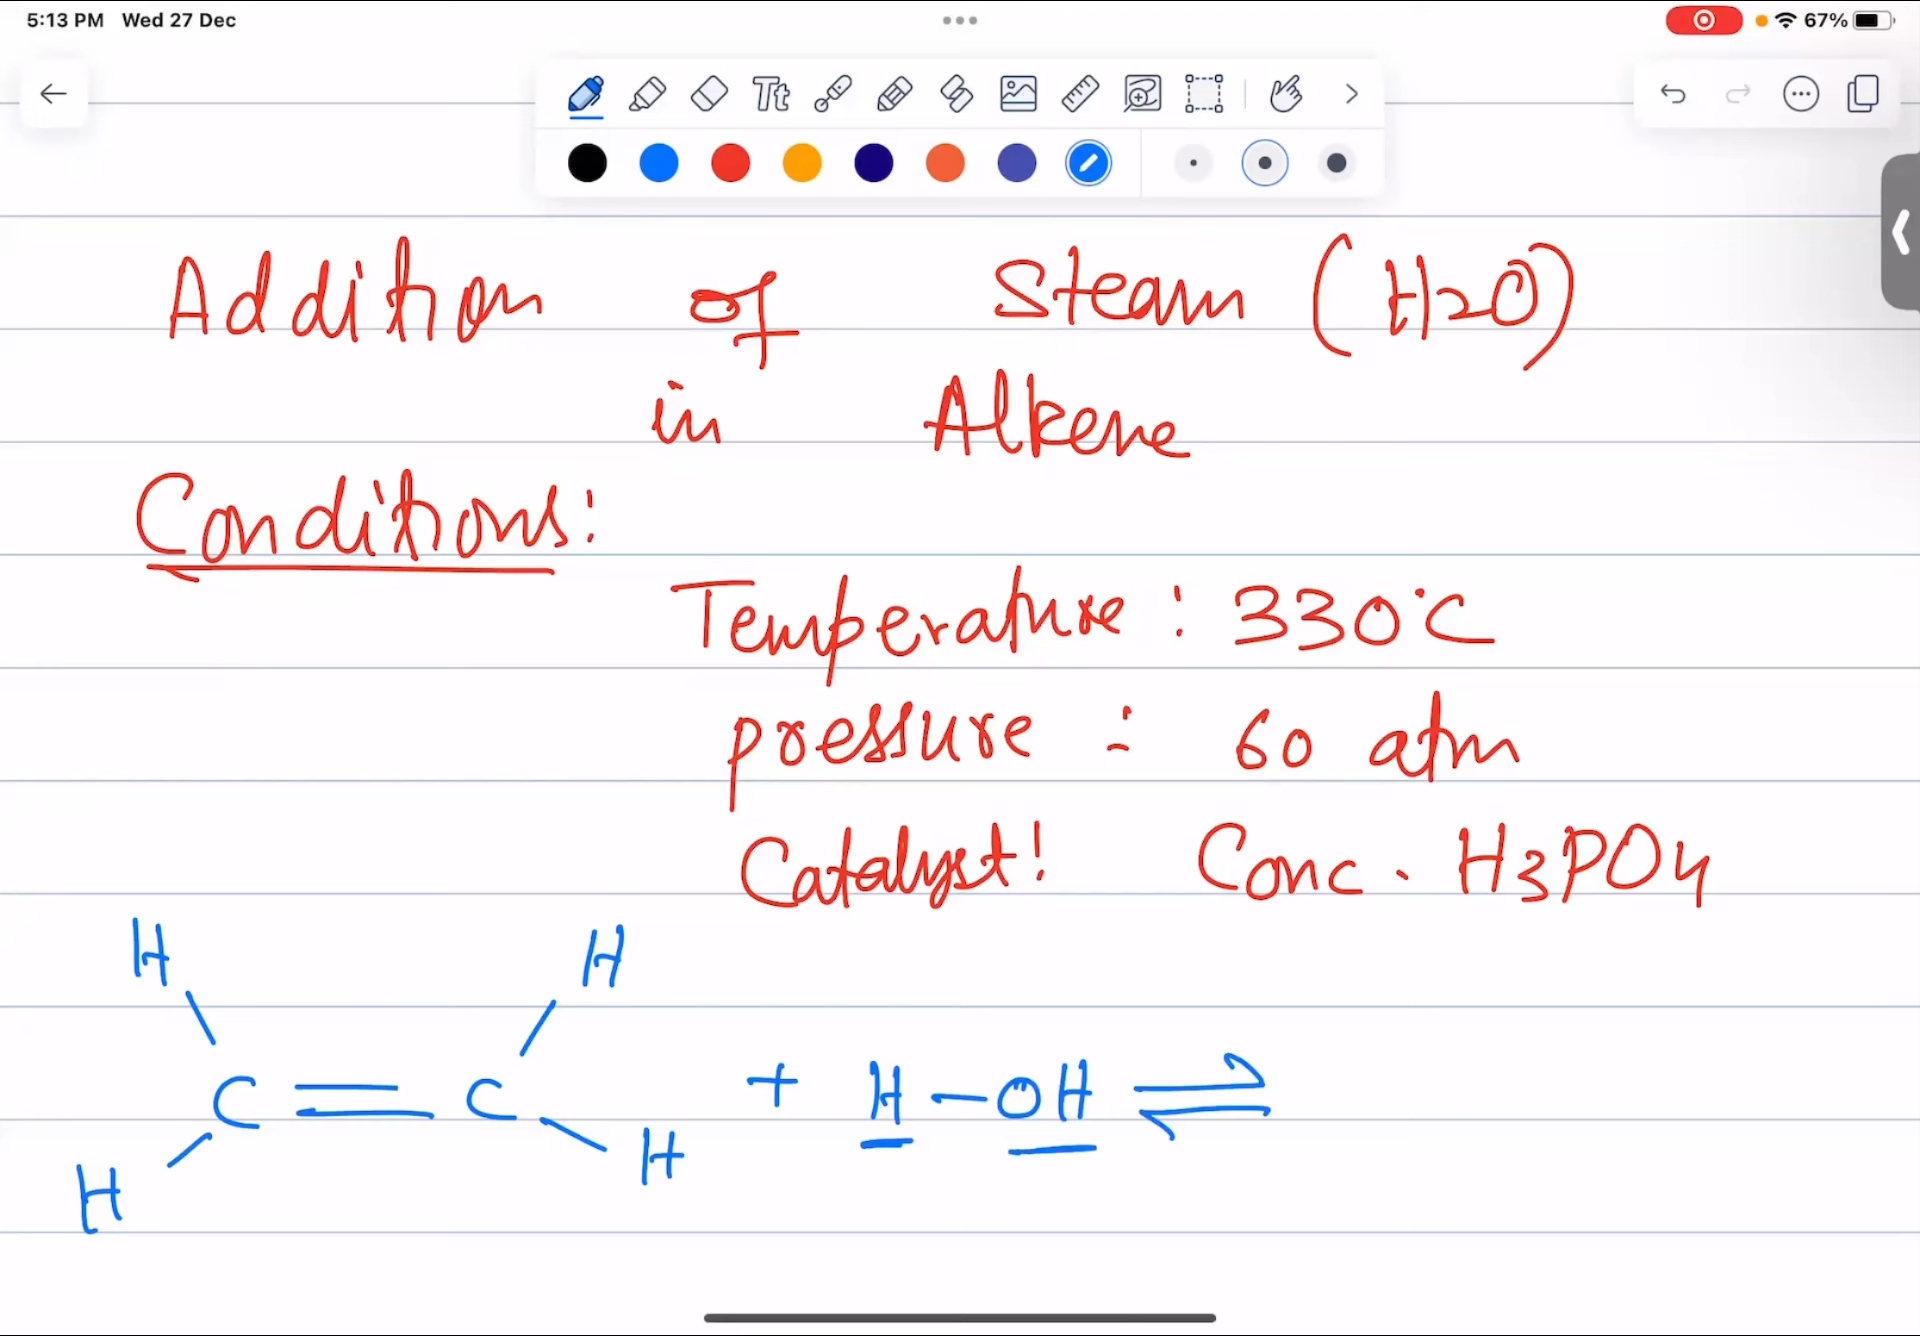 5:13 PM Wed 27 Dec
67%
Tt
Addition of Steam (H2O)
in Alkene
Conditions:
Temperature : 330°C
pressure : 60 atm
Catalyst! Conc. H3PO4
H H
C = C + H - OH ⇌
H H